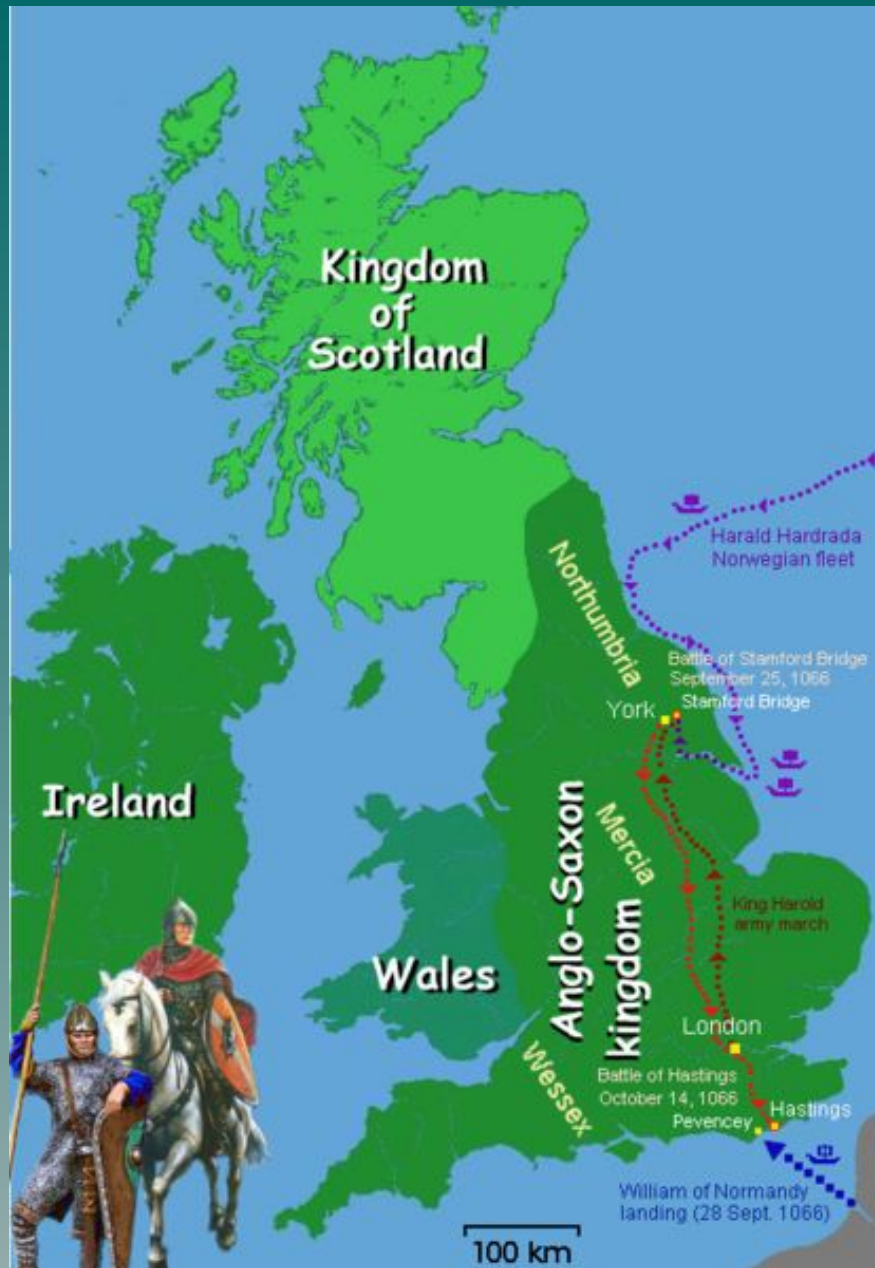 Kingdom
of
Scotland
Harald Hardrada
Norwegian fleet
Northumbria
Battle of Stamford Bridge
September 25, 1066
Stamford Bridge
York
Ireland
Mercia
Anglo-Saxon
kingdom
King Harold
army march
Wales
London
Wessex
Battle of Hastings
October 14, 1066
Hastings
Pevencey
William of Normandy
landing (28 Sept. 1066)
100 km